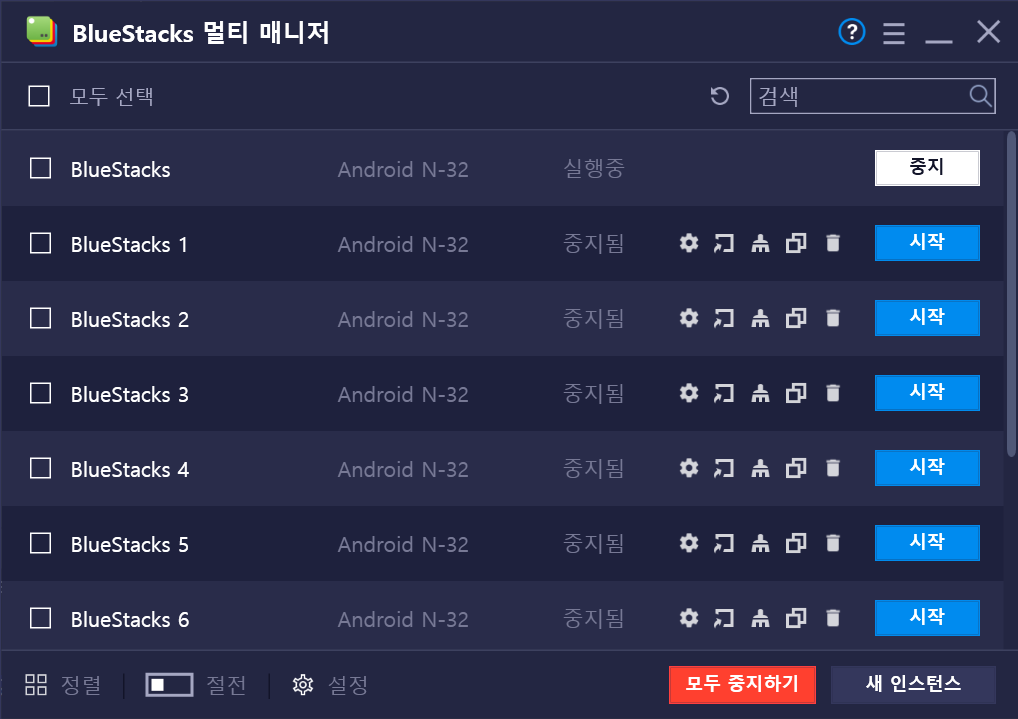 BlueStacks 멀티 매니저 ?
모두 선택 검색
BlueStacks Android N-32 실행중 중지
BlueStacks 1 Android N-32 중지됨 시작
BlueStacks 2 Android N-32 중지됨 시작
BlueStacks 3 Android N-32 중지됨 시작
BlueStacks 4 Android N-32 중지됨 시작
BlueStacks 5 Android N-32 중지됨 시작
BlueStacks 6 Android N-32 중지됨 시작
정렬 절전 설정 모두 중지하기 새 인스턴스